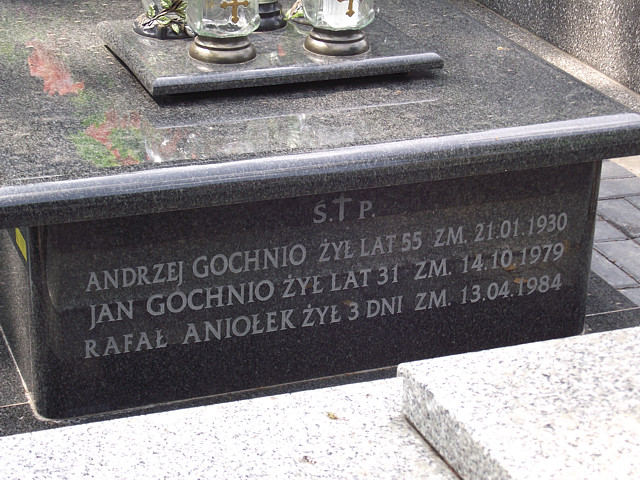 Ś.†P.
ANDRZEJ GOCHNIO ŻYŁ LAT 55 ZM. 21.01.1930
JAN GOCHNIO ŻYŁ LAT 31 ZM. 14.10.1979
RAFAŁ ANIOŁEK ŻYŁ 3 DNI ZM. 13.04.1984